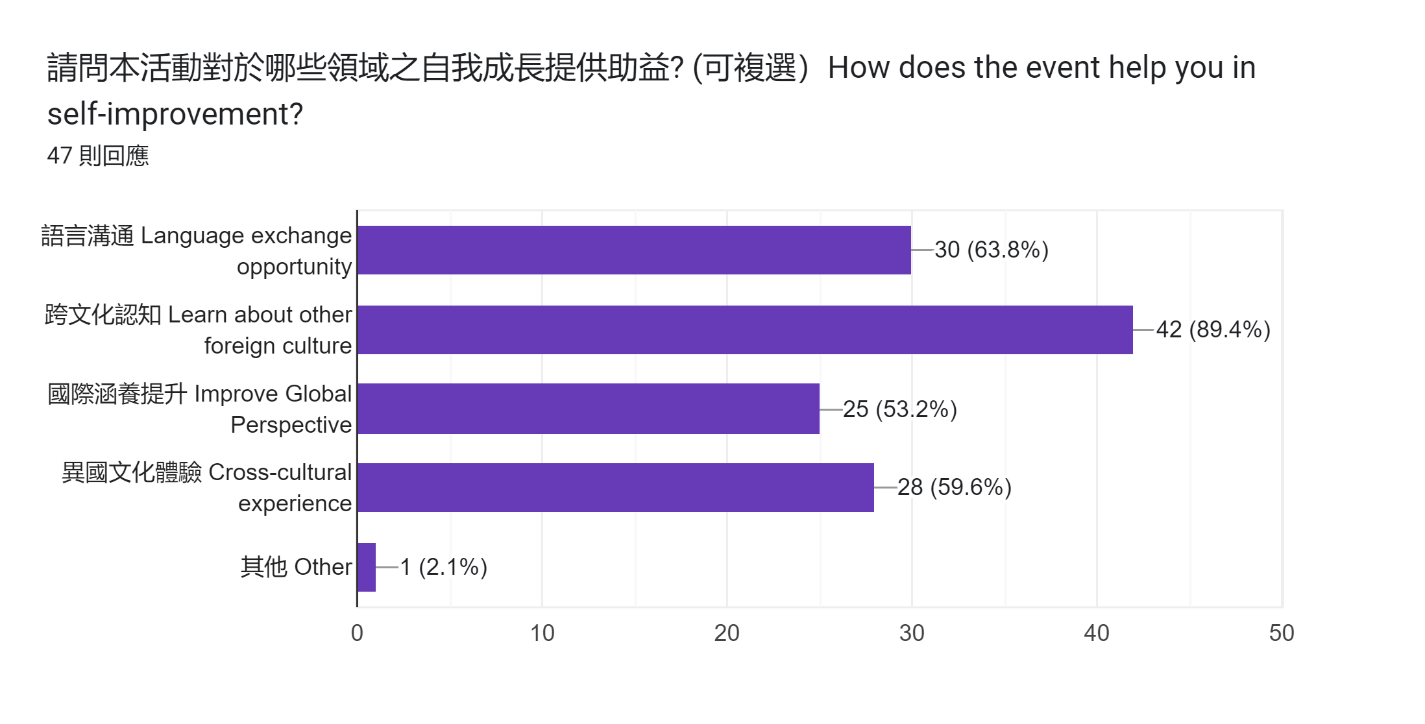 請問本活動對於哪些領域之自我成長提供助益? (可複選）How does the event help you in
self-improvement?
47 則回應
語言溝通 Language exchange
opportunity
30 (63.8%)
跨文化認知 Learn about other
foreign culture
42 (89.4%)
國際涵養提升 Improve Global
Perspective
25 (53.2%)
異國文化體驗 Cross-cultural
experience
28 (59.6%)
其他 Other
1 (2.1%)
0 10 20 30 40 50